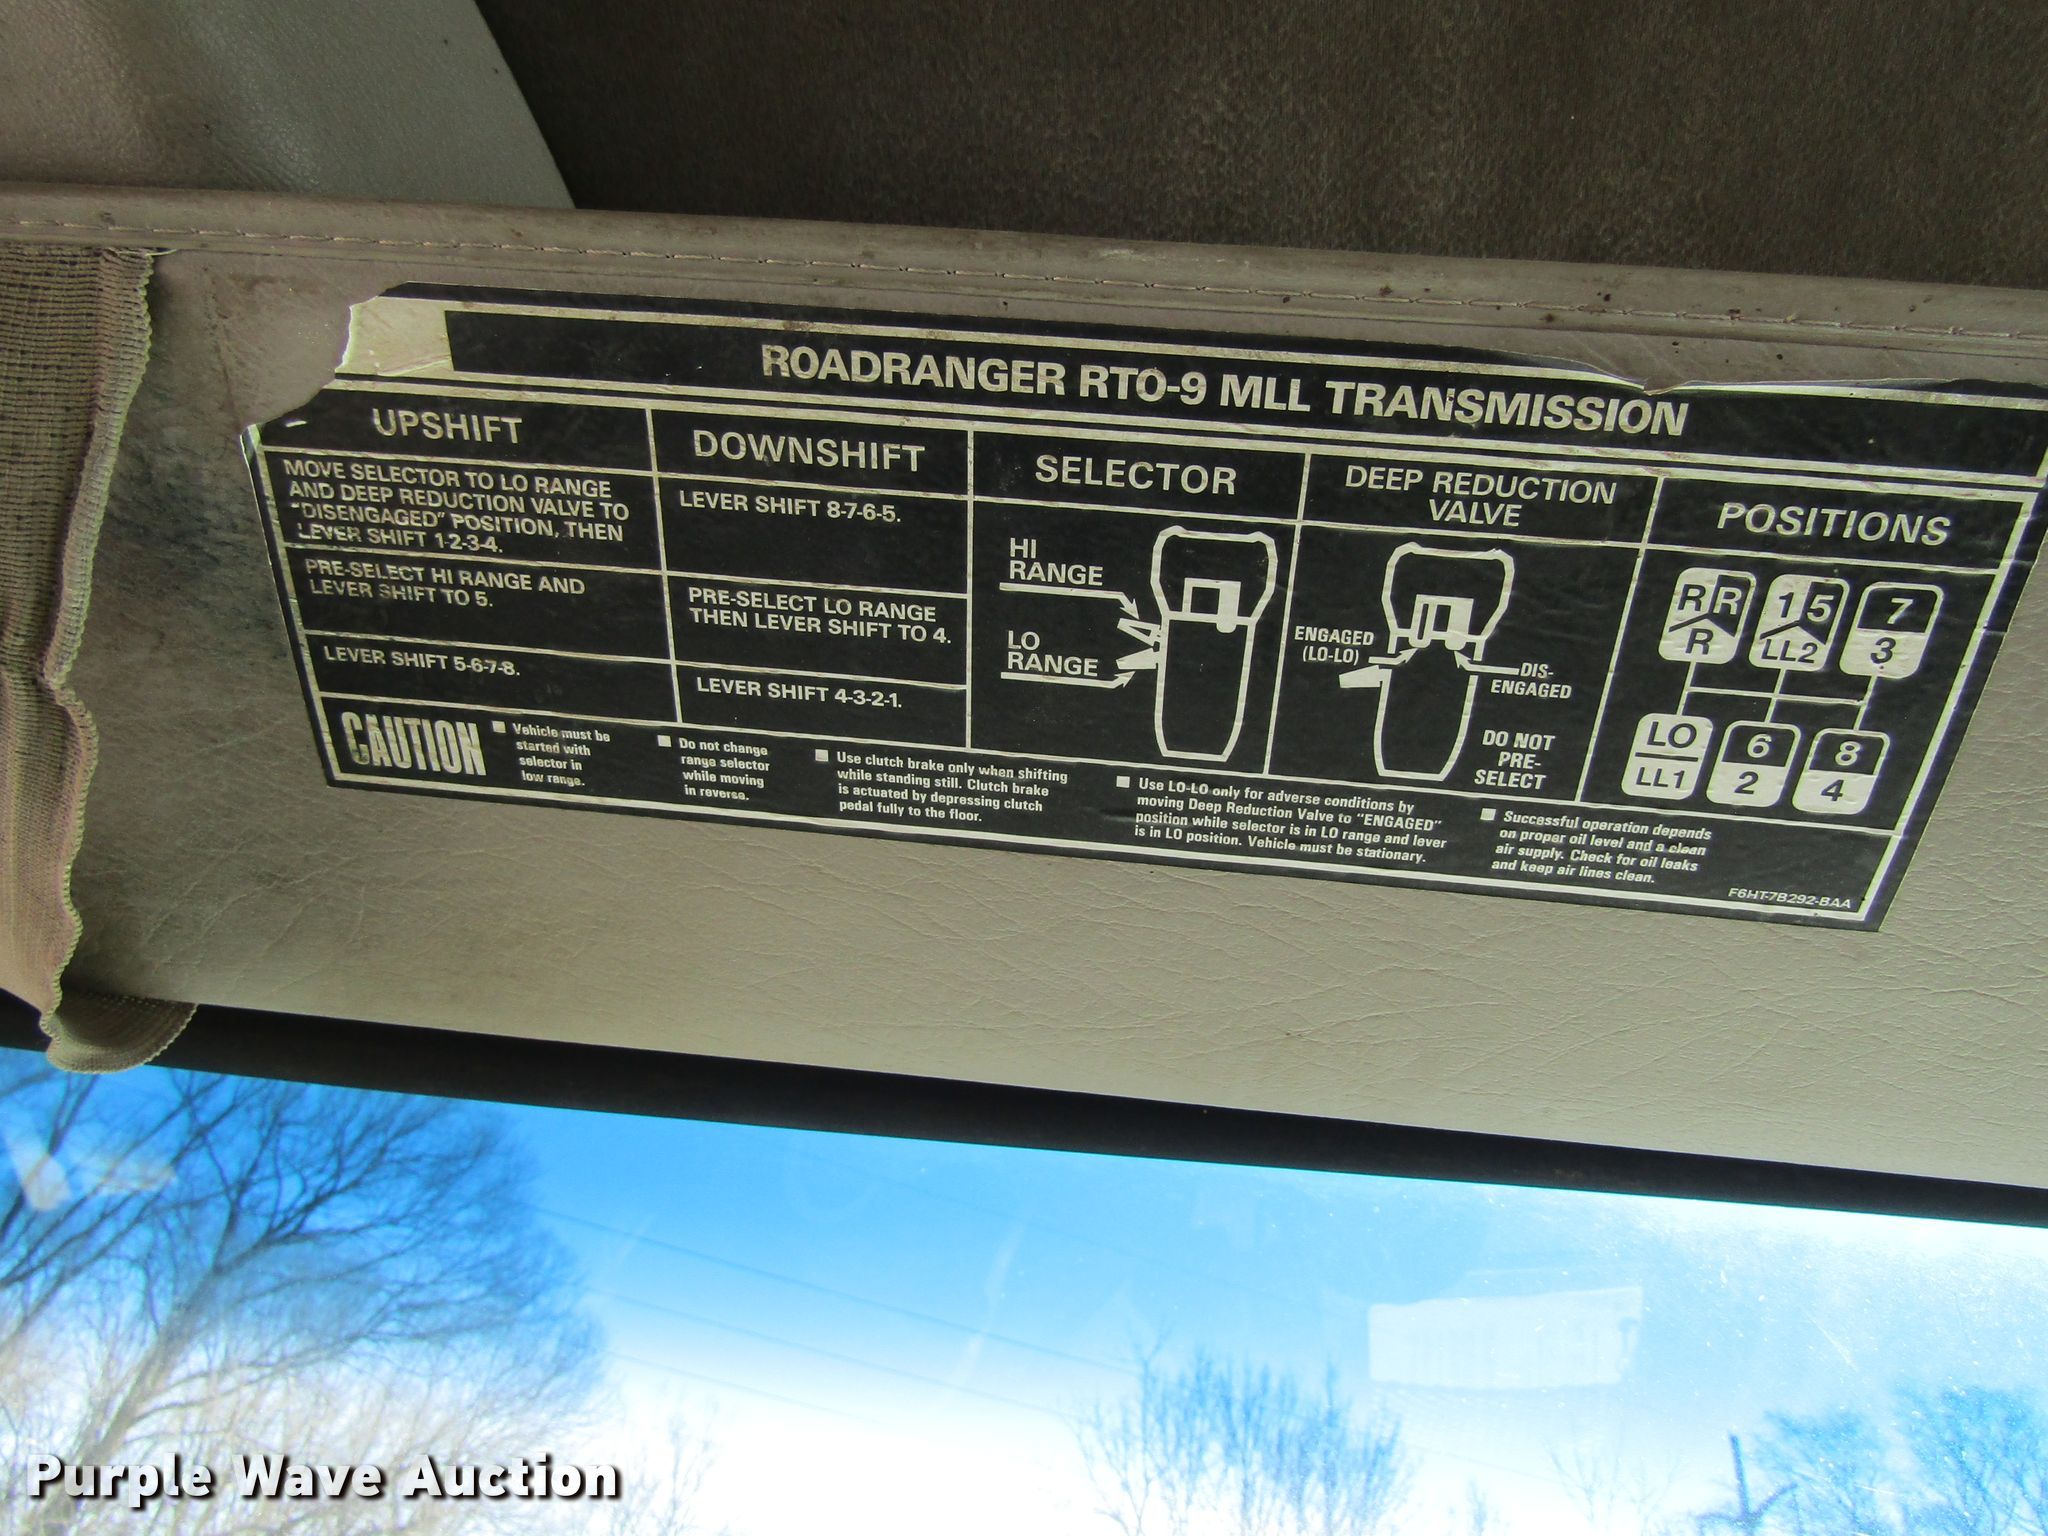 ROADRANGER RTO-9 MLL TRANSMISSION
UPSHIFT
MOVE SELECTOR TO LO RANGE
AND DEEP REDUCTION VALVE TO
"DISENGAGED" POSITION, THEN
LEVER SHIFT 1-2-3-4.
PRE-SELECT HI RANGE AND
LEVER SHIFT TO 5.
LEVER SHIFT 5-6-7-8.
DOWNSHIFT
LEVER SHIFT 8-7-6-5.
PRE-SELECT LO RANGE
THEN LEVER SHIFT TO 4.
LEVER SHIFT 4-3-2-1.
SELECTOR
HI
RANGE
LO
RANGE
DEEP REDUCTION
VALVE
ENGAGED
(LO-LO)
DIS-
ENGAGED
DO NOT
PRE-
SELECT
POSITIONS
R R 1 5 7
R LL2 3
LO 6 8
LL1 2 4
CAUTION
■ Vehicle must be
started with
selector in
low range.
■ Do not change
range selector
while moving
in reverse.
■ Use clutch brake only when shifting
while standing still. Clutch brake
is actuated by depressing clutch
pedal fully to the floor.
■ Use LO-LO only for adverse conditions by
moving Deep Reduction Valve to "ENGAGED"
position while selector is in LO range and lever
is in LO position. Vehicle must be stationary.
■ Successful operation depends
on proper oil level and a clean
air supply. Check for oil leaks
and keep air lines clean.
F6HT-7B292-BAA
Purple Wave Auction